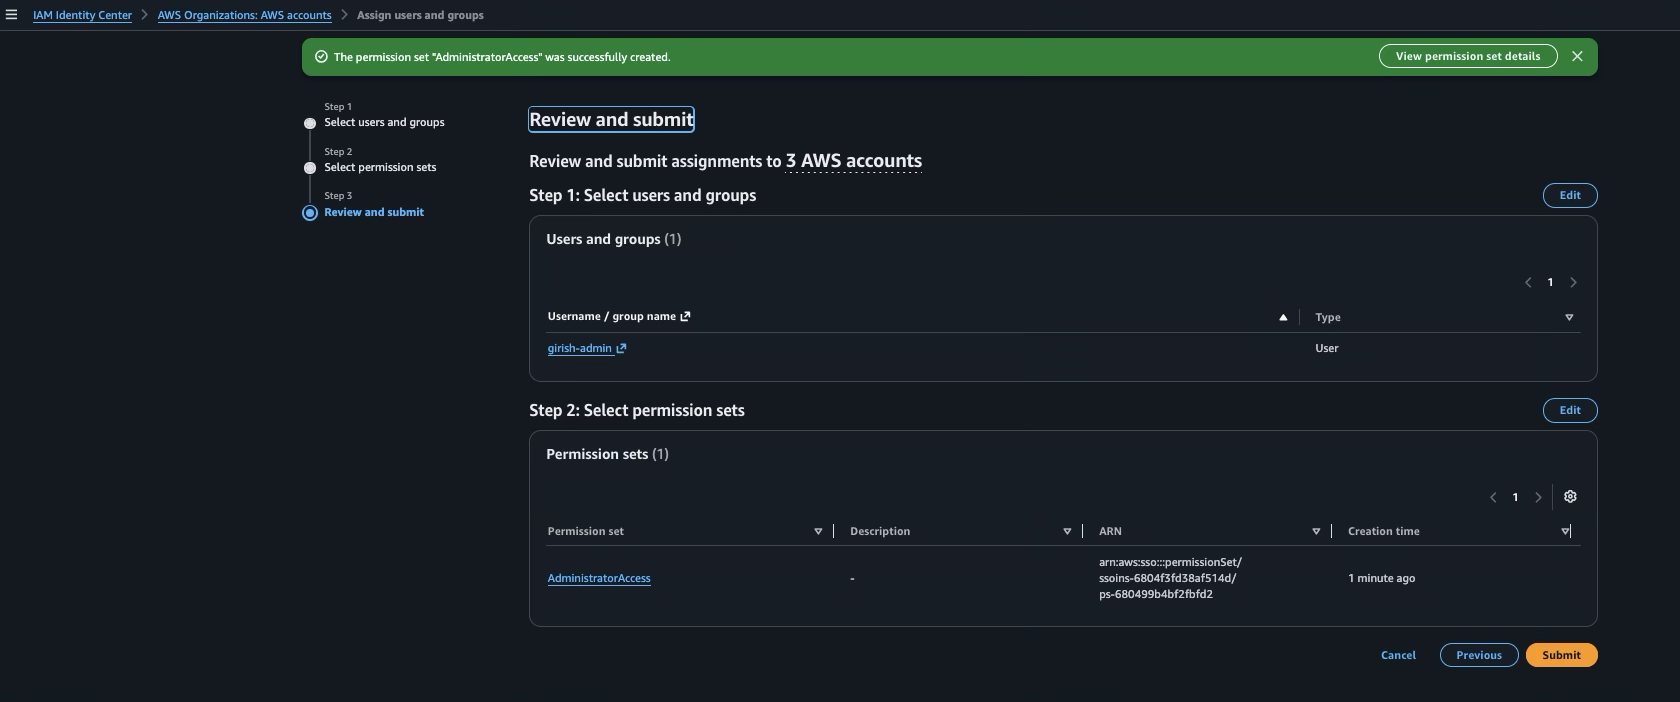 IAM Identity Center > AWS Organizations: AWS accounts > Assign users and groups
The permission set "AdministratorAccess" was successfully created.
View permission set details
Step 1
Select users and groups
Step 2
Select permission sets
Step 3
Review and submit
Review and submit
Review and submit assignments to 3 AWS accounts
Step 1: Select users and groups
Edit
Users and groups (1)
1
Username / group name
Type
girish-admin
User
Step 2: Select permission sets
Edit
Permission sets (1)
1
Permission set
Description
ARN
Creation time
AdministratorAccess
-
arn:aws:sso:::permissionSet/
ssoins-6804f3fd38af514d/
ps-680499b4bf2fbfd2
1 minute ago
Cancel
Previous
Submit